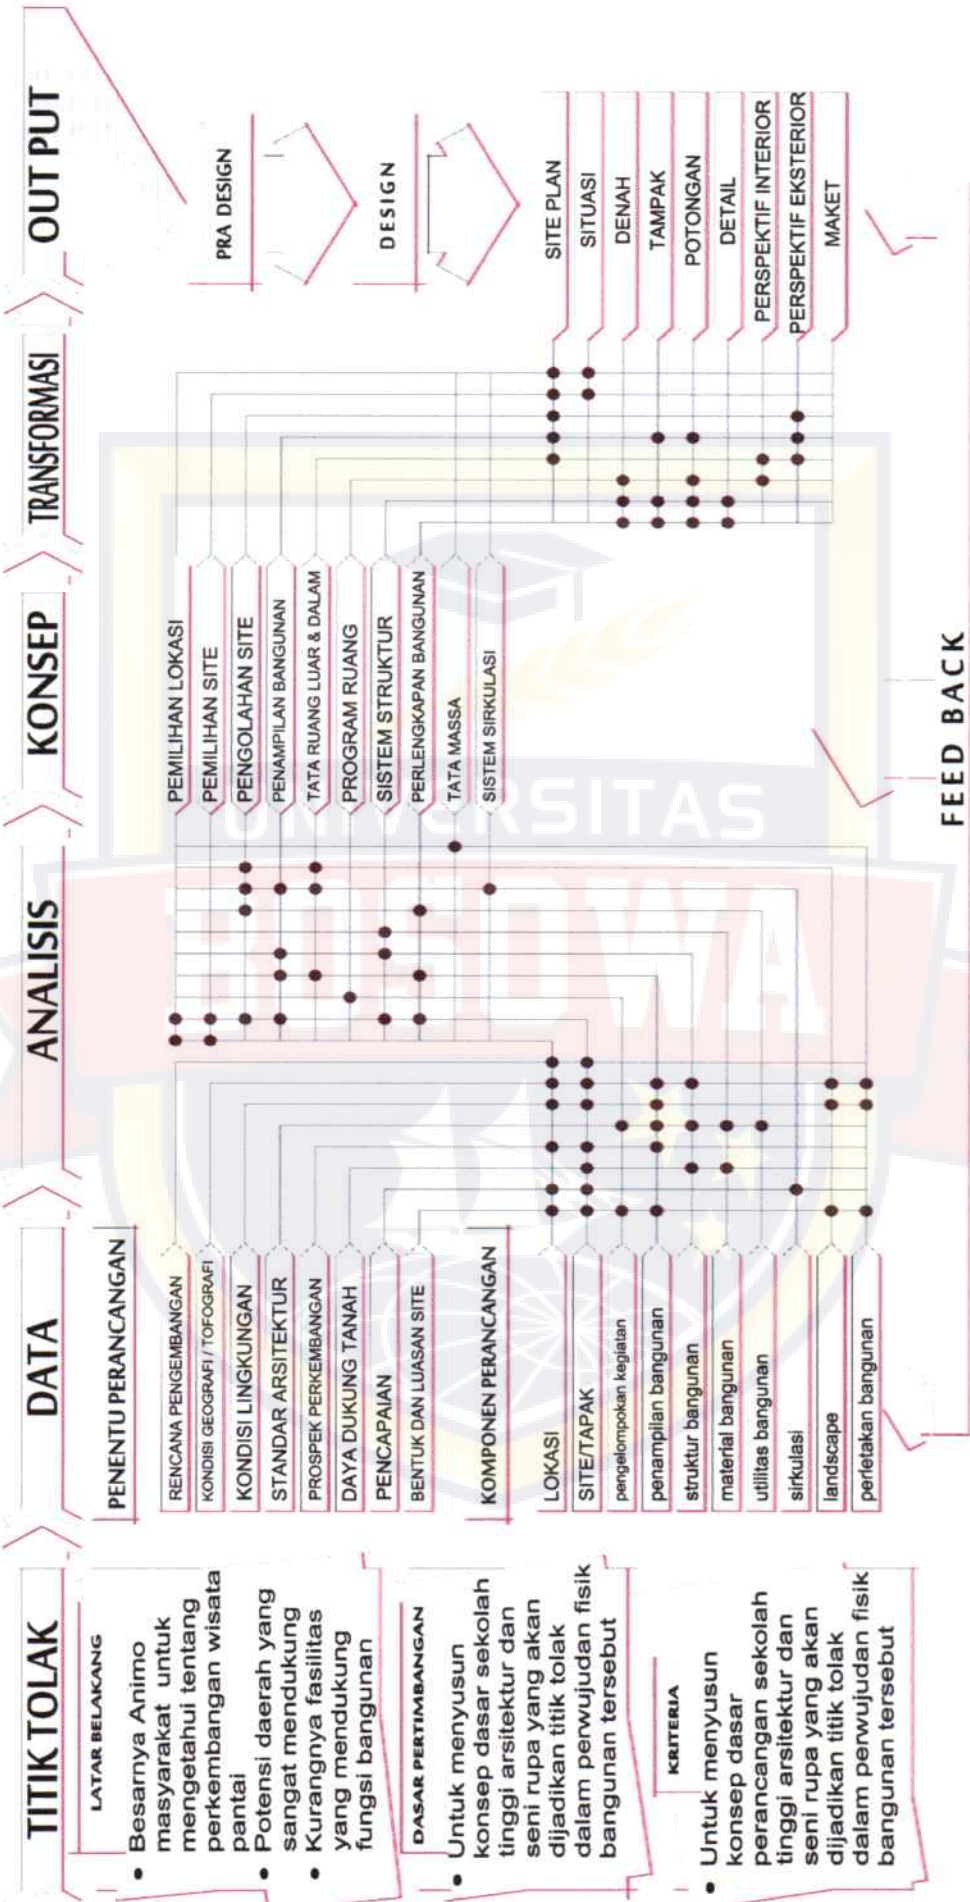 TITIK TOLAK
DATA
ANALISIS
KONSEP
TRANSFORMASI
OUT PUT
LATAR BELAKANG
• Besarnya Animo
masyarakat untuk
mengetahui tentang
perkembangan wisata
pantai
• Potensi daerah yang
sangat mendukung
• Kurangnya fasilitas
yang mendukung
fungsi bangunan
DASAR PERTIMBANGAN
• Untuk menyusun
konsep dasar sekolah
tinggi arsitektur dan
seni rupa yang akan
dijadikan titik tolak
dalam perwujudan fisik
bangunan tersebut
KRITERIA
• Untuk menyusun
konsep dasar
perancangan sekolah
tinggi arsitektur dan
seni rupa yang akan
dijadikan titik tolak
dalam perwujudan fisik
bangunan tersebut
PENENTU PERANCANGAN
RENCANA PENGEMBANGAN
KONDISI GEOGRAFI / TOFOGRAFI
KONDISI LINGKUNGAN
STANDAR ARSITEKTUR
PROSPEK PERKEMBANGAN
DAYA DUKUNG TANAH
PENCAPAIAN
BENTUK DAN LUASAN SITE
KOMPONEN PERANCANGAN
LOKASI
SITE/TAPAK
pengelompokan kegiatan
penampilan bangunan
struktur bangunan
material bangunan
utilitas bangunan
sirkulasi
landscape
perletakan bangunan
PEMILIHAN LOKASI
PEMILIHAN SITE
PENGOLAHAN SITE
PENAMPILAN BANGUNAN
TATA RUANG LUAR & DALAM
PROGRAM RUANG
SISTEM STRUKTUR
PERLENGKAPAN BANGUNAN
TATA MASSA
SISTEM SIRKULASI
PRA DESIGN
DESIGN
SITE PLAN
SITUASI
DENAH
TAMPAK
POTONGAN
DETAIL
PERSPEKTIF INTERIOR
PERSPEKTIF EKSTERIOR
MAKET
FEED BACK
UNIVERSITAS
BOSOWA